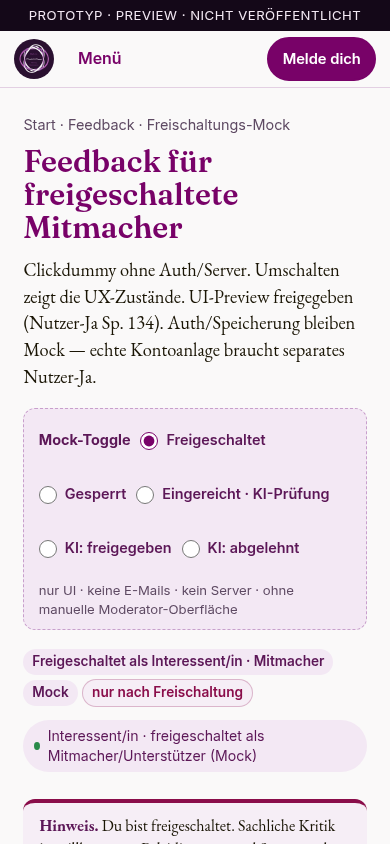 PROTOTYP · PREVIEW · NICHT VERÖFFENTLICHT
Menü
Melde dich
Start · Feedback · Freischaltungs-Mock
Feedback für
freigeschaltete
Mitmacher
Clickdummy ohne Auth/Server. Umschalten
zeigt die UX-Zustände. UI-Preview freigegeben
(Nutzer-Ja Sp. 134). Auth/Speicherung bleiben
Mock — echte Kontoanlage braucht separates
Nutzer-Ja.
Mock-Toggle Freigeschaltet
Gesperrt Eingereicht · KI-Prüfung
KI: freigegeben KI: abgelehnt
nur UI · keine E-Mails · kein Server · ohne
manuelle Moderator-Oberfläche
Freigeschaltet als Interessent/in · Mitmacher
Mock nur nach Freischaltung
Interessent/in · freigeschaltet als
Mitmacher/Unterstützer (Mock)
Hinweis. Du bist freigeschaltet. Sachliche Kritik